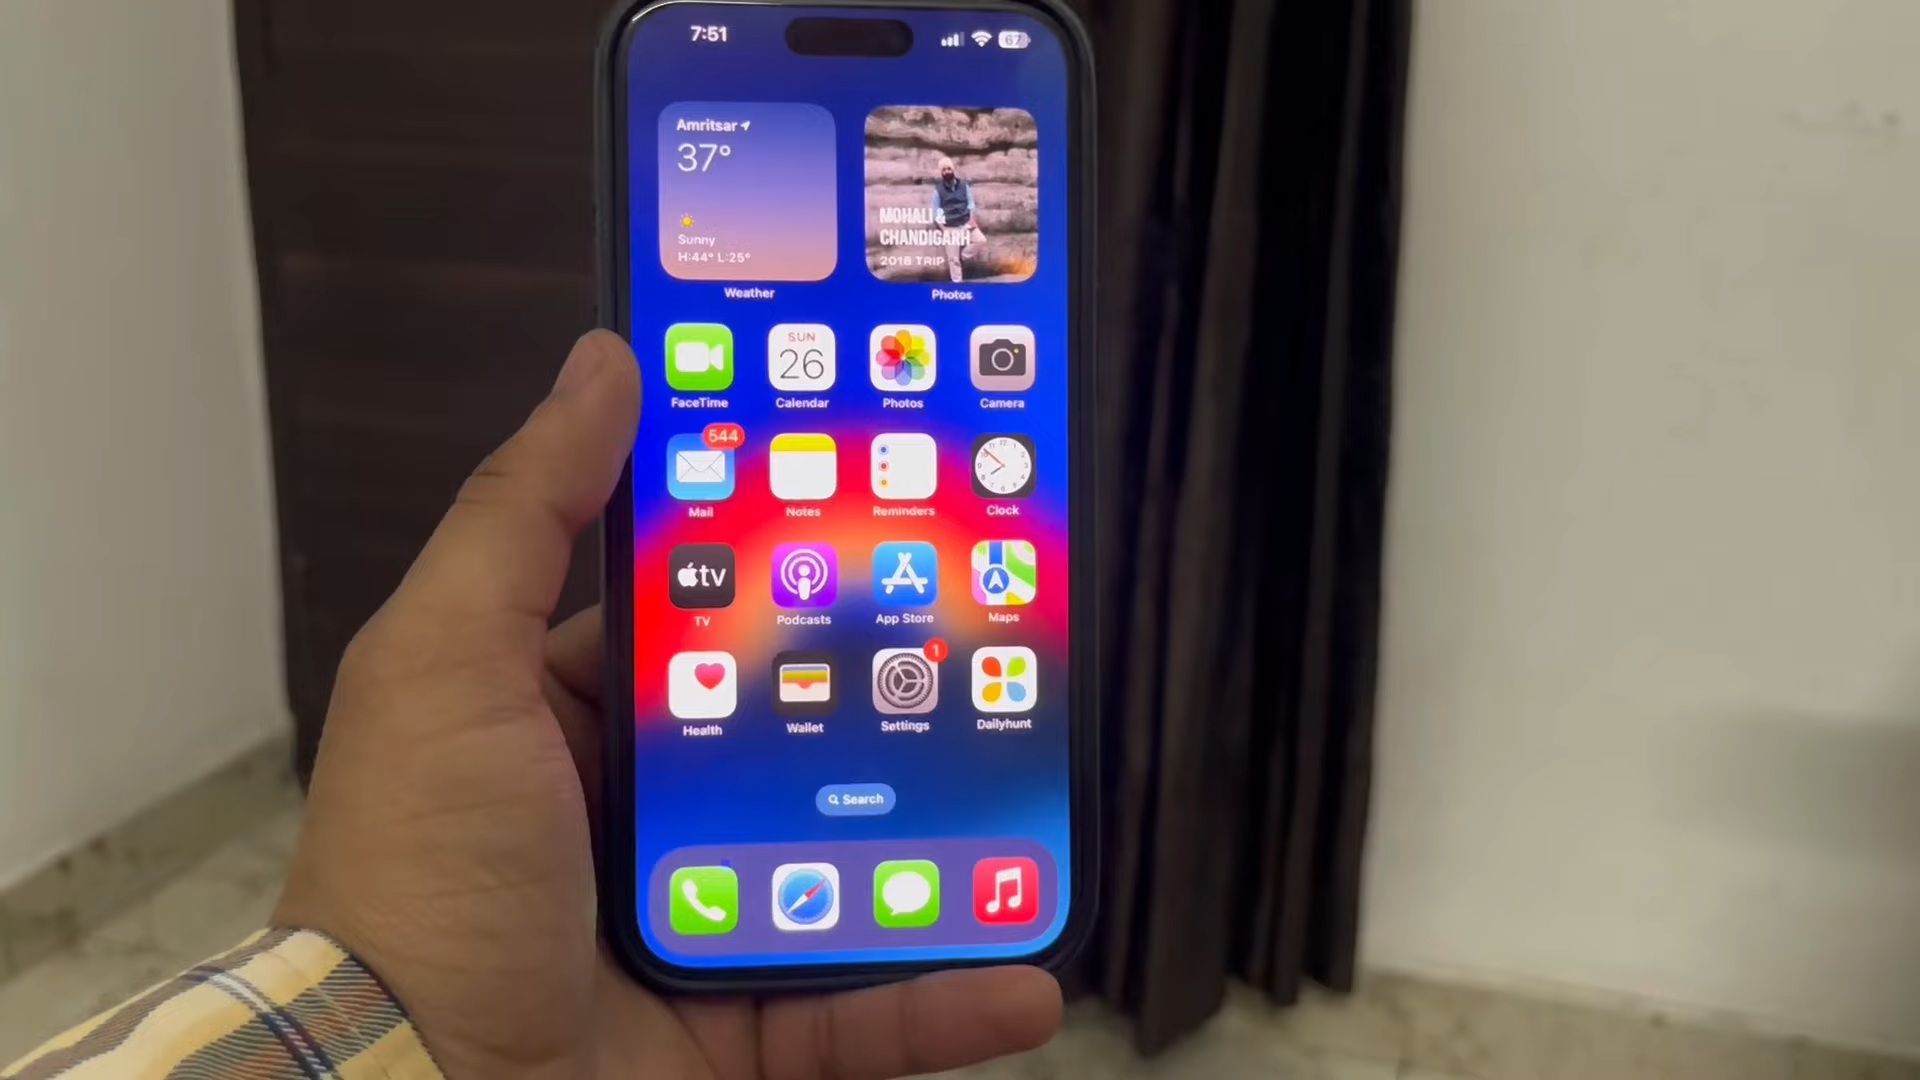 7:51
67
Amritsar
37°
Sunny
H:44° L:25°
Weather
MOHALI &
CHANDIGARH
2018 TRIP
Photos
FaceTime
SUN
26
Calendar
Photos
Camera
544
Mail
Notes
Reminders
Clock
tv
TV
Podcasts
App Store
Maps
Health
Wallet
1
Settings
Dailyhunt
Search